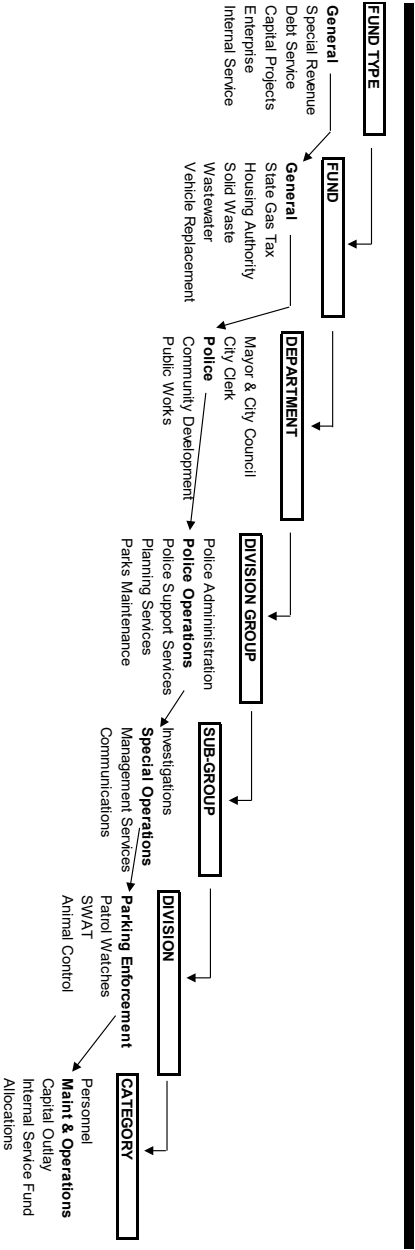 FUND TYPE
General
Special Revenue
Debt Service
Capital Projects
Enterprise
Internal Service
FUND
General
State Gas Tax
Housing Authority
Solid Waste
Wastewater
Vehicle Replacement
DEPARTMENT
Mayor & City Council
City Clerk
Police
Community Development
Public Works
DIVISION GROUP
Police Admininistration
Police Operations
Police Support Services
Planning Services
Parks Maintenance
SUB-GROUP
Investigations
Special Operations
Management Services
Communications
DIVISION
Parking Enforcement
Patrol Watches
SWAT
Animal Control
CATEGORY
Personnel
Maint & Operations
Capital Outlay
Internal Service Fund
Allocations